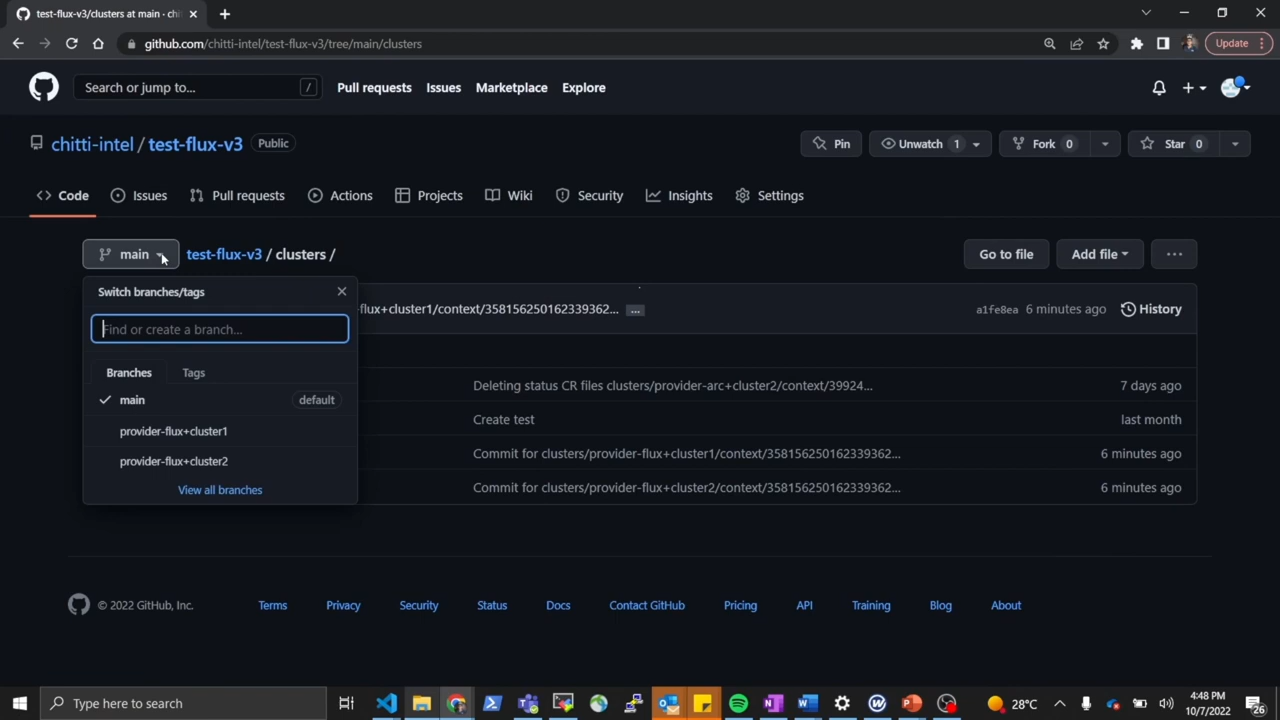 test-flux-v3/clusters at main · chi
github.com/chitti-intel/test-flux-v3/tree/main/clusters
Update
Search or jump to...
/
Pull requests
Issues
Marketplace
Explore
chitti-intel / test-flux-v3
Public
Pin
Unwatch 1
Fork 0
Star 0
Code
Issues
Pull requests
Actions
Projects
Wiki
Security
Insights
Settings
main
test-flux-v3 / clusters /
Go to file
Add file
...
Switch branches/tags
Find or create a branch...
Branches
Tags
main
default
provider-flux+cluster1
provider-flux+cluster2
View all branches
-flux+cluster1/context/358156250162339362...
...
a1fe8ea
6 minutes ago
History
Deleting status CR files clusters/provider-arc+cluster2/context/39924...
7 days ago
Create test
last month
Commit for clusters/provider-flux+cluster1/context/358156250162339362...
6 minutes ago
Commit for clusters/provider-flux+cluster2/context/358156250162339362...
6 minutes ago
© 2022 GitHub, Inc.
Terms
Privacy
Security
Status
Docs
Contact GitHub
Pricing
API
Training
Blog
About
Type here to search
28°C
4:48 PM
10/7/2022
26